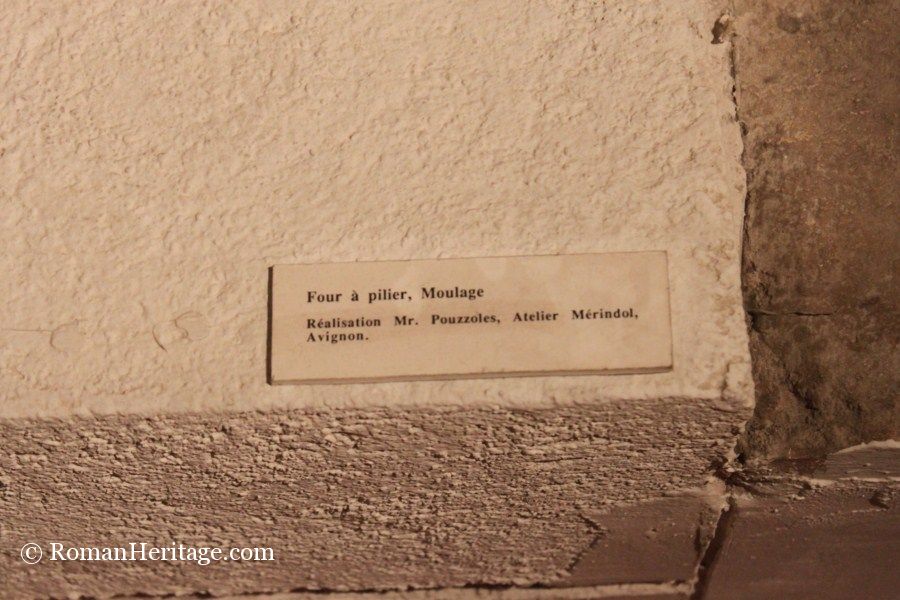 Four à pilier, Moulage
Réalisation Mr. Pouzzoles, Atelier Mérindol,
Avignon.
© RomanHeritage.com